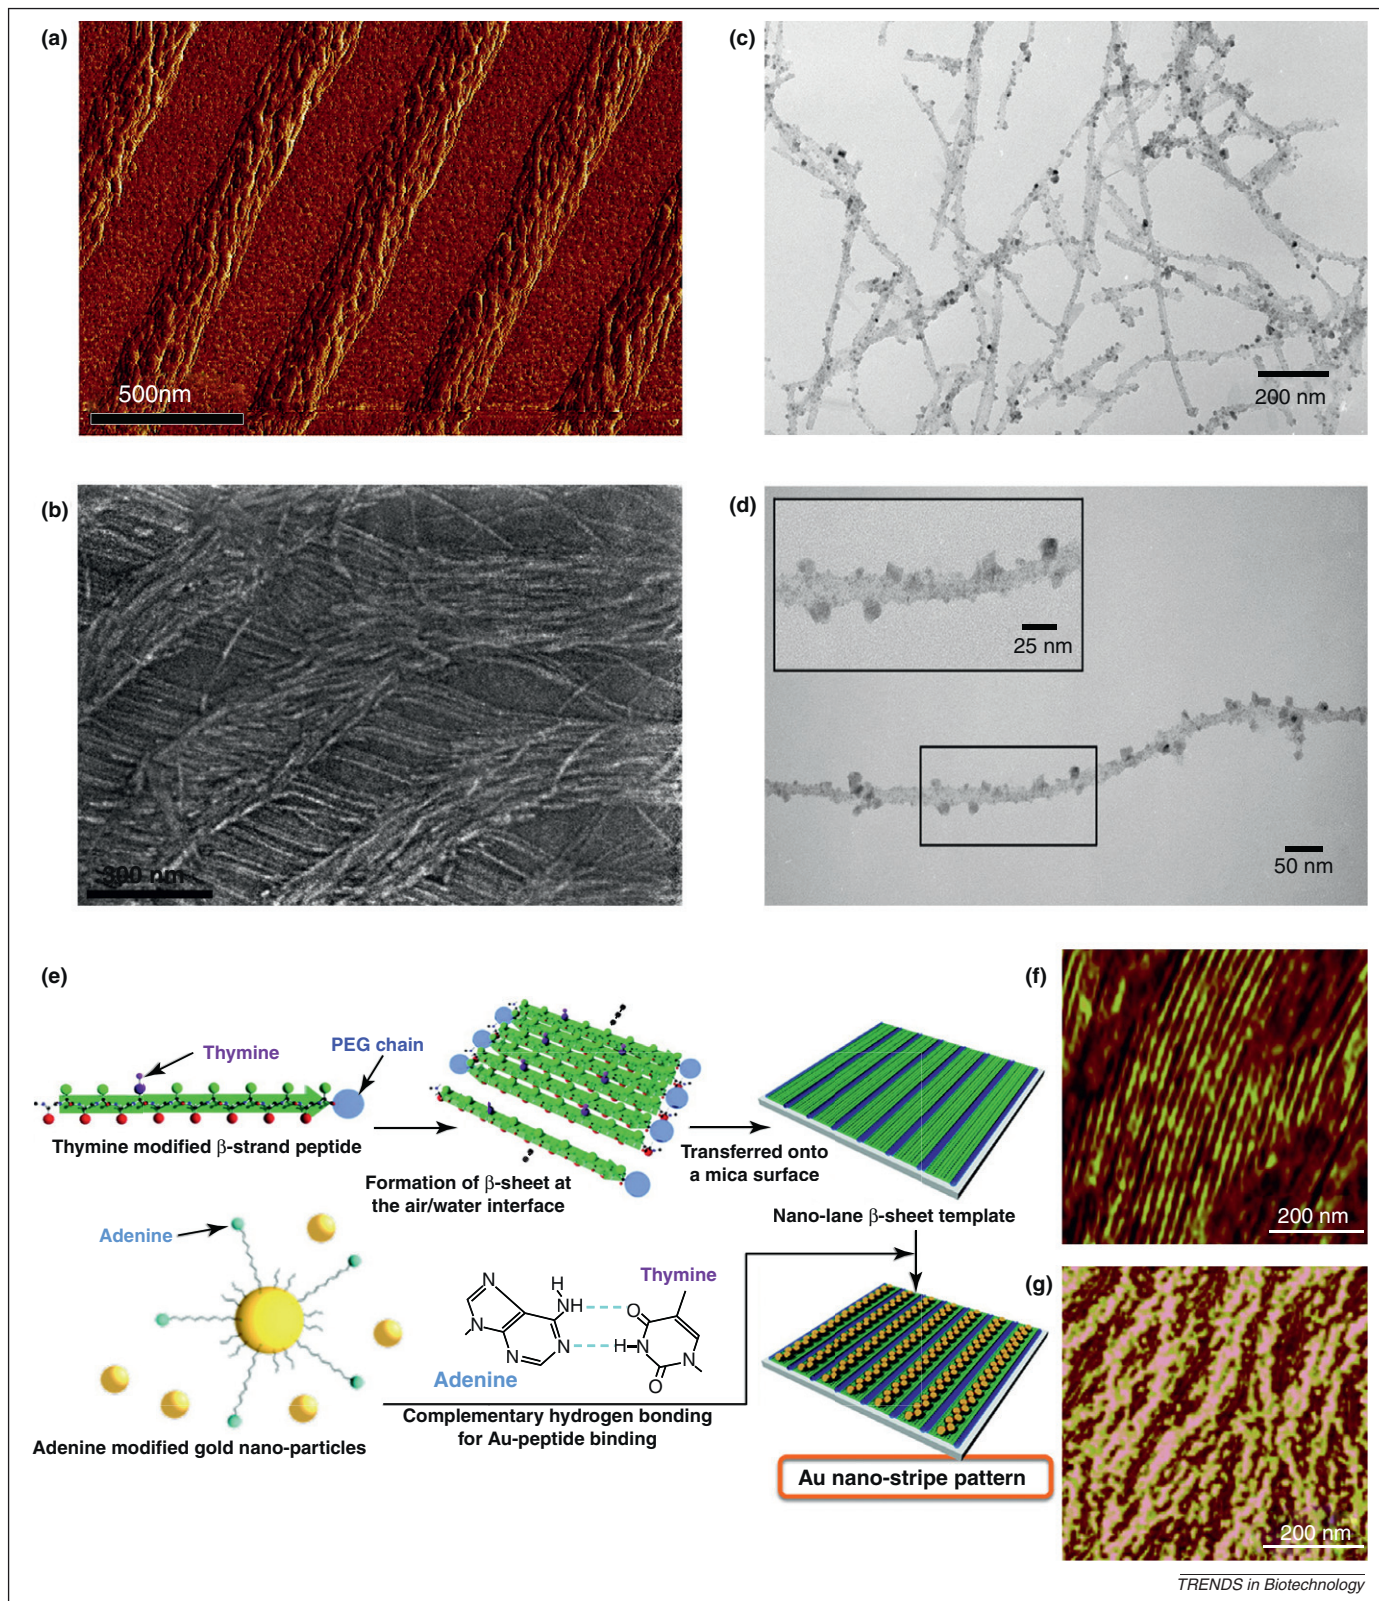 (a)
500nm
(b)
300 nm
(c)
200 nm
(d)
25 nm
50 nm
(e)
Thymine
PEG chain
Thymine modified β-strand peptide
Formation of β-sheet at
the air/water interface
Transferred onto
a mica surface
Nano-lane β-sheet template
Adenine
Adenine modified gold nano-particles
N
N
N
N
H
NH
Adenine
Thymine
O
H
N
N
O
Complementary hydrogen bonding
for Au-peptide binding
Au nano-stripe pattern
(f)
200 nm
(g)
200 nm
TRENDS in Biotechnology